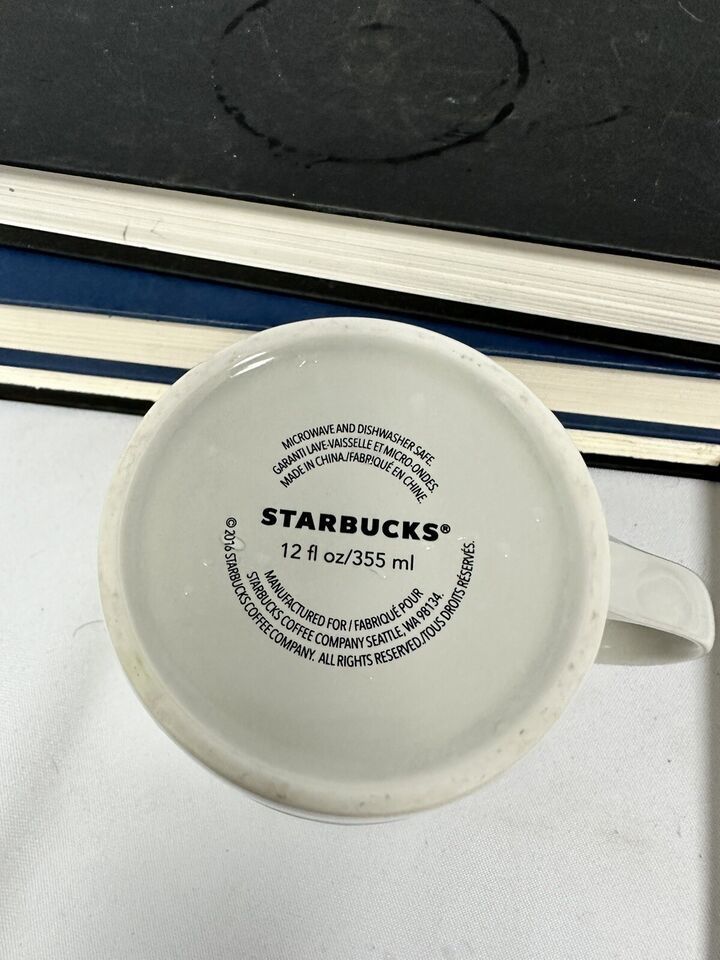 MICROWAVE AND DISHWASHER SAFE.
GARANTI LAVE-VAISSELLE ET MICRO-ONDES.
MADE IN CHINA./FABRIQUÉ EN CHINE.
STARBUCKS®
12 fl oz/355 ml
MANUFACTURED FOR / FABRIQUÉ POUR
STARBUCKS COFFEE COMPANY SEATTLE, WA 98134.
© 2016 STARBUCKS COFFEE COMPANY. ALL RIGHTS RESERVED./TOUS DROITS RÉSERVÉS.